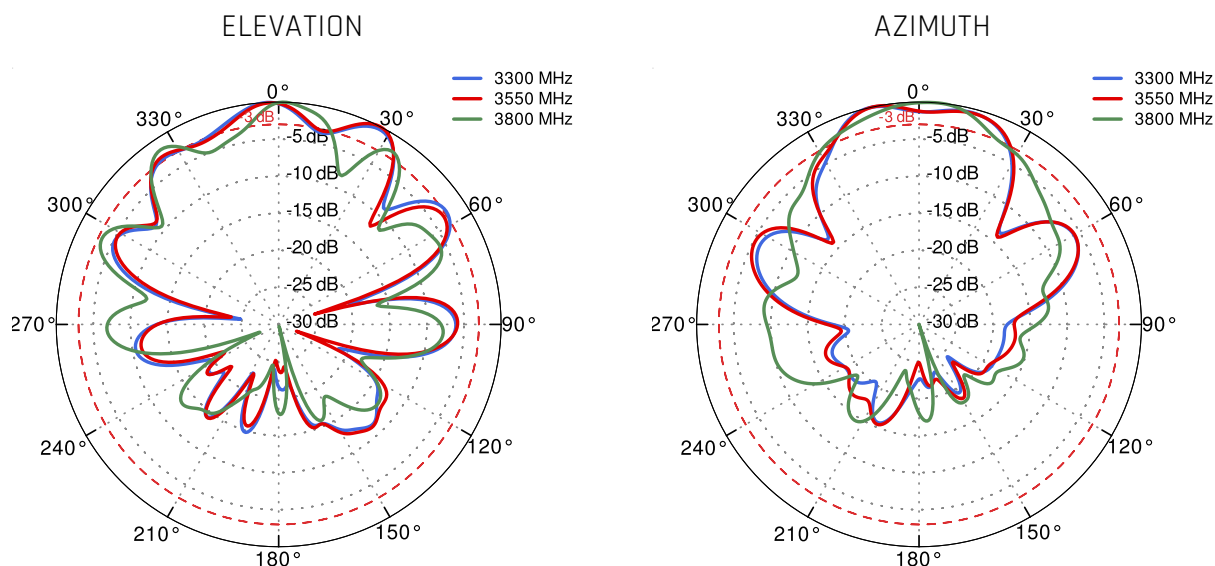 ELEVATION
3300 MHz
3550 MHz
3800 MHz
0°
30°
60°
90°
120°
150°
180°
210°
240°
270°
300°
330°
-3 dB
-5 dB
-10 dB
-15 dB
-20 dB
-25 dB
-30 dB
AZIMUTH
3300 MHz
3550 MHz
3800 MHz
0°
30°
60°
90°
120°
150°
180°
210°
240°
270°
300°
330°
-3 dB
-5 dB
-10 dB
-15 dB
-20 dB
-25 dB
-30 dB